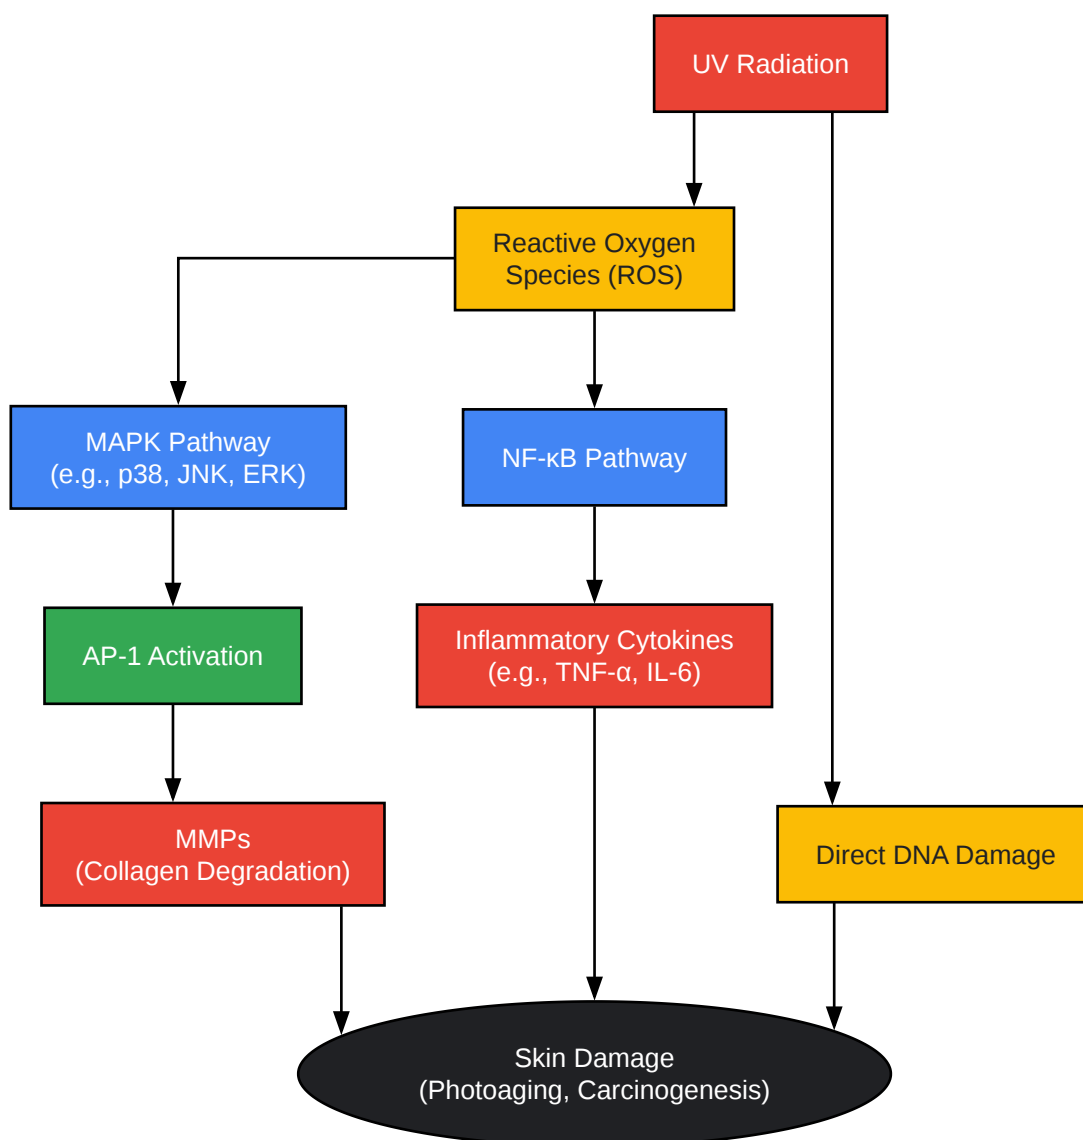 UV Radiation
Reactive Oxygen
Species (ROS)
MAPK Pathway
(e.g., p38, JNK, ERK)
NF-κB Pathway
AP-1 Activation
Inflammatory Cytokines
(e.g., TNF-α, IL-6)
MMPs
(Collagen Degradation)
Direct DNA Damage
Skin Damage
(Photoaging, Carcinogenesis)